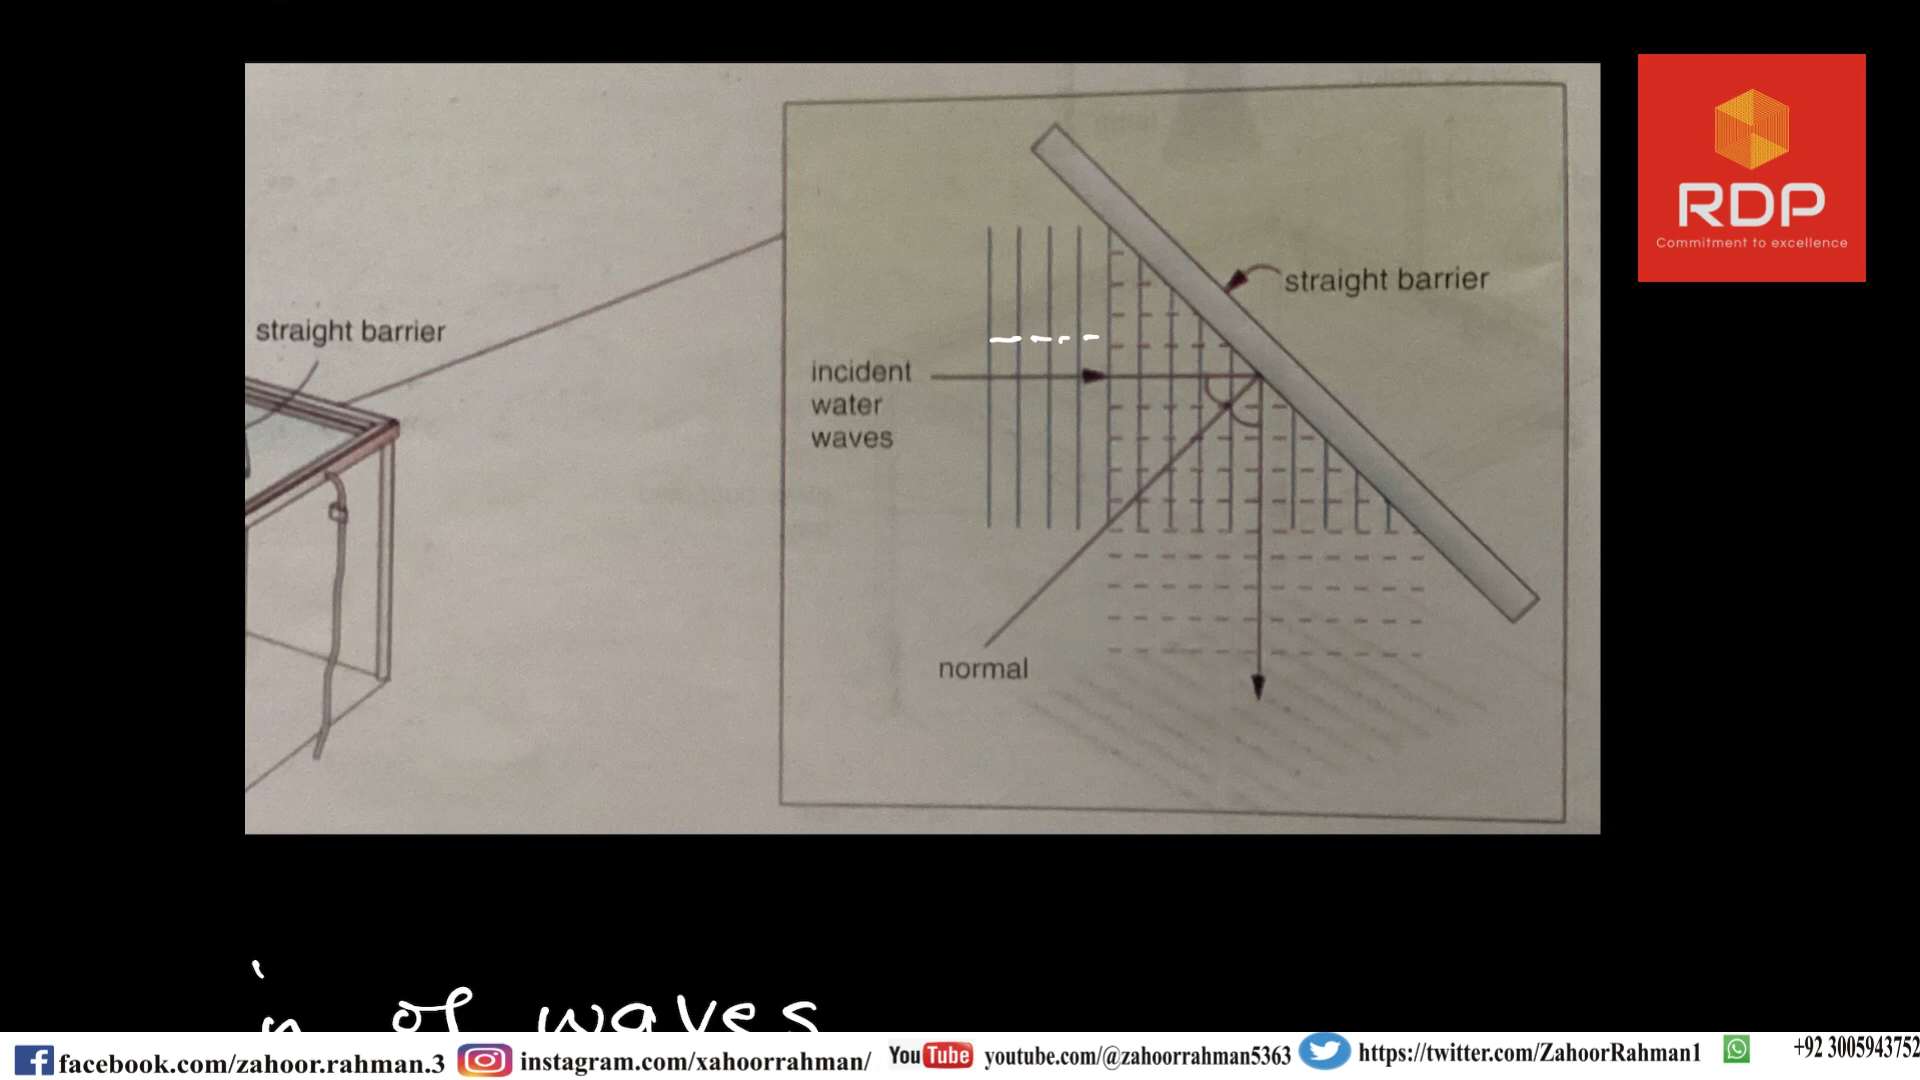 straight barrier
straight barrier
incident
water
waves
normal
RDP
Commitment to excellence
of waves
facebook.com/zahoor.rahman.3
instagram.com/xahoorrahman/
YouTube youtube.com/@zahoorrahman5363
https://twitter.com/ZahoorRahman1
+92 3005943752